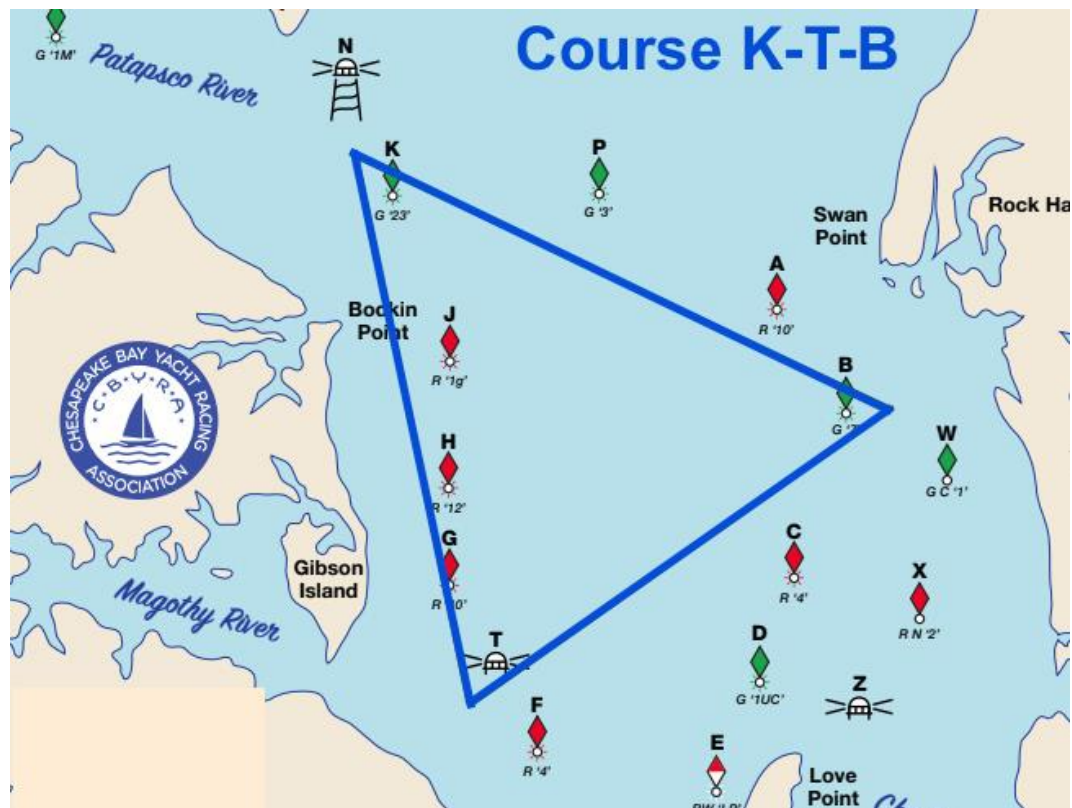 Course K-T-B
G '1M'
Patapsco River
N
K
G '23'
P
G '3'
Swan
Point
Rock Ha
A
R '10'
Bodkin
Point
J
R '1g'
B
CHESAPEAKE BAY YACHT RACING
ASSOCIATION
C·B·Y·R·A
H
R '12'
W
G C '1'
G
Gibson
Island
C
R '4'
X
R N '2'
Magothy River
T
D
G '1UC'
Z
F
R '4'
E
Love
Point